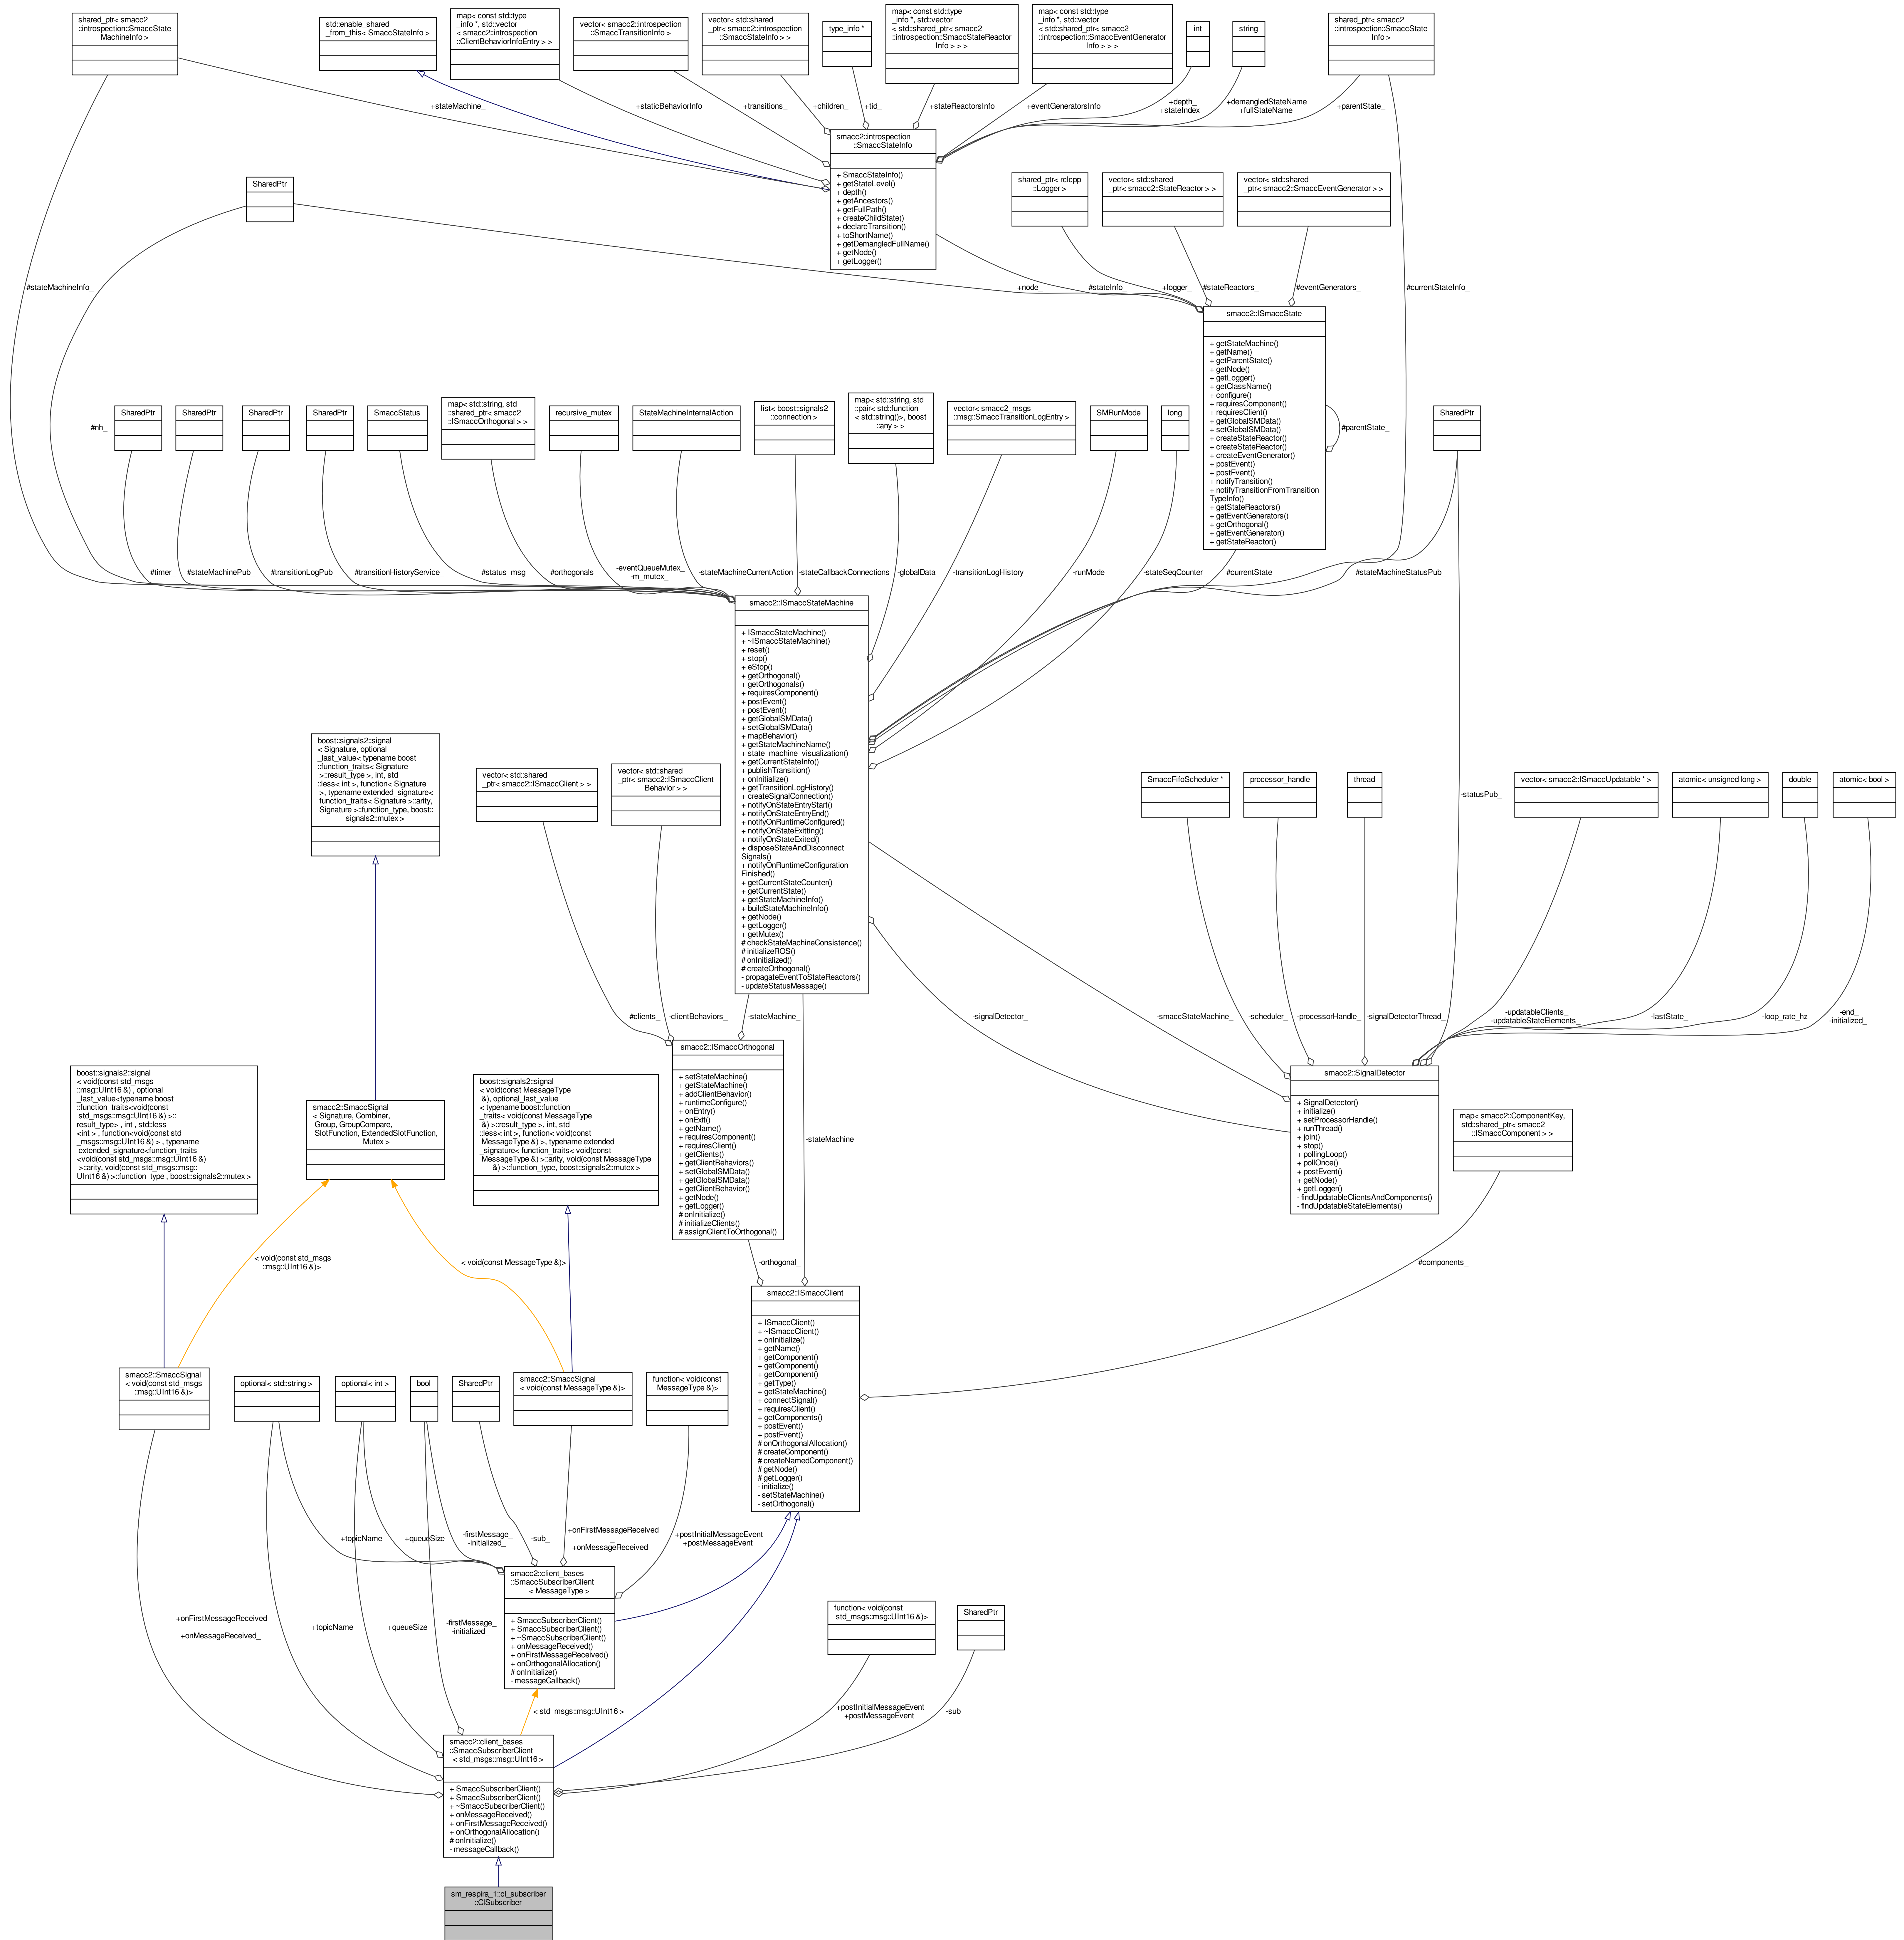 shared_ptr< smacc2
::introspection::SmaccState
MachineInfo >
std::enable_shared
_from_this< SmaccStateInfo >
map< const std::type
_info *, std::vector
< smacc2::introspection
::ClientBehaviorInfoEntry > >
vector< smacc2::introspection
::SmaccTransitionInfo >
vector< std::shared
_ptr< smacc2::introspection
::SmaccStateInfo > >
type_info *
map< const std::type
_info *, std::vector
< std::shared_ptr< smacc2
::introspection::SmaccStateReactor
Info > > >
map< const std::type
_info *, std::vector
< std::shared_ptr< smacc2
::introspection::SmaccEventGenerator
Info > > >
int
string
shared_ptr< smacc2
::introspection::SmaccState
Info >
+stateMachine_
+staticBehaviorInfo
+transitions_
+children_
+tid_
+stateReactorsInfo
+eventGeneratorsInfo
+depth_
+stateIndex_
+demangledStateName
+fullStateName
+parentState_
smacc2::introspection
::SmaccStateInfo
+ SmaccStateInfo()
+ getStateLevel()
+ depth()
+ getAncestors()
+ getFullPath()
+ createChildState()
+ declareTransition()
+ toShortName()
+ getDemangledFullName()
+ getNode()
+ getLogger()
SharedPtr
shared_ptr< rclcpp
::Logger >
vector< std::shared
_ptr< smacc2::StateReactor > >
vector< std::shared
_ptr< smacc2::SmaccEventGenerator > >
#stateMachineInfo_
+node_
#stateInfo_
+logger_
#stateReactors_
#eventGenerators_
#currentStateInfo_
smacc2::ISmaccState
+ getStateMachine()
+ getName()
+ getParentState()
+ getNode()
+ getLogger()
+ getClassName()
+ configure()
+ requiresComponent()
+ requiresClient()
+ getGlobalSMData()
+ setGlobalSMData()
+ createStateReactor()
+ createStateReactor()
+ createEventGenerator()
+ postEvent()
+ postEvent()
+ notifyTransition()
+ notifyTransitionFromTransition
TypeInfo()
+ getStateReactors()
+ getEventGenerators()
+ getOrthogonal()
+ getEventGenerator()
+ getStateReactor()
#parentState_
#nh_
SharedPtr
SharedPtr
SharedPtr
SharedPtr
SmaccStatus
map< std::string, std
::shared_ptr< smacc2
::ISmaccOrthogonal > >
recursive_mutex
StateMachineInternalAction
list< boost::signals2
::connection >
map< std::string, std
::pair< std::function
< std::string()>, boost
::any > >
vector< smacc2_msgs
::msg::SmaccTransitionLogEntry >
SMRunMode
long
SharedPtr
#timer_
#stateMachinePub_
#transitionLogPub_
#transitionHistoryService_
#status_msg_
#orthogonals_
-eventQueueMutex_
-m_mutex_
-stateMachineCurrentAction
-stateCallbackConnections
-globalData_
-transitionLogHistory_
-runMode_
-stateSeqCounter_
#currentState_
#stateMachineStatusPub_
smacc2::ISmaccStateMachine
+ ISmaccStateMachine()
+ ~ISmaccStateMachine()
+ reset()
+ stop()
+ eStop()
+ getOrthogonal()
+ getOrthogonals()
+ requiresComponent()
+ postEvent()
+ postEvent()
+ getGlobalSMData()
+ setGlobalSMData()
+ mapBehavior()
+ getStateMachineName()
+ state_machine_visualization()
+ getCurrentStateInfo()
+ publishTransition()
+ onInitialize()
+ getTransitionLogHistory()
+ createSignalConnection()
+ notifyOnStateEntryStart()
+ notifyOnStateEntryEnd()
+ notifyOnRuntimeConfigured()
+ notifyOnStateExitting()
+ notifyOnStateExited()
+ disposeStateAndDisconnect
Signals()
+ notifyOnRuntimeConfiguration
Finished()
+ getCurrentStateCounter()
+ getCurrentState()
+ getStateMachineInfo()
+ buildStateMachineInfo()
+ getNode()
+ getLogger()
+ getMutex()
# checkStateMachineConsistence()
# initializeROS()
# onInitialized()
# createOrthogonal()
- propagateEventToStateReactors()
- updateStatusMessage()
boost::signals2::signal
< Signature, optional
_last_value< typename boost
::function_traits< Signature
>::result_type >, int, std
::less< int >, function< Signature
>, typename extended_signature<
function_traits< Signature >::arity,
Signature >::function_type, boost::
signals2::mutex >
vector< std::shared
_ptr< smacc2::ISmaccClient > >
vector< std::shared
_ptr< smacc2::ISmaccClient
Behavior > >
SmaccFifoScheduler *
processor_handle
thread
-statusPub_
vector< smacc2::ISmaccUpdatable * >
atomic< unsigned long >
double
atomic< bool >
#clients_
-clientBehaviors_
-stateMachine_
-signalDetector_
-smaccStateMachine_
-scheduler_
-processorHandle_
-signalDetectorThread_
-updatableClients_
-updatableStateElements_
-lastState_
-loop_rate_hz
-end_
-initialized_
smacc2::ISmaccOrthogonal
+ setStateMachine()
+ getStateMachine()
+ addClientBehavior()
+ runtimeConfigure()
+ onEntry()
+ onExit()
+ getName()
+ requiresComponent()
+ requiresClient()
+ getClients()
+ getClientBehaviors()
+ setGlobalSMData()
+ getGlobalSMData()
+ getClientBehavior()
+ getNode()
+ getLogger()
# onInitialize()
# initializeClients()
# assignClientToOrthogonal()
smacc2::SignalDetector
+ SignalDetector()
+ initialize()
+ setProcessorHandle()
+ runThread()
+ join()
+ stop()
+ pollingLoop()
+ pollOnce()
+ postEvent()
+ getNode()
+ getLogger()
- findUpdatableClientsAndComponents()
- findUpdatableStateElements()
boost::signals2::signal
< void(const std_msgs
::msg::UInt16 &) , optional
_last_value<typename boost
::function_traits<void(const
std_msgs::msg::UInt16 &) >::
result_type> , int , std::less
<int > , function<void(const std
_msgs::msg::UInt16 &) > , typename
extended_signature<function_traits
<void(const std_msgs::msg::UInt16 &)
>::arity, void(const std_msgs::msg::
UInt16 &) >::function_type , boost::signals2::mutex >
smacc2::SmaccSignal
< Signature, Combiner,
Group, GroupCompare,
SlotFunction, ExtendedSlotFunction,
Mutex >
boost::signals2::signal
< void(const MessageType
&), optional_last_value
< typename boost::function
_traits< void(const MessageType
&) >::result_type >, int, std
::less< int >, function< void(const
MessageType &) >, typename extended
_signature< function_traits< void(const
MessageType &) >::arity, void(const MessageType
&) >::function_type, boost::signals2::mutex >
map< smacc2::ComponentKey,
std::shared_ptr< smacc2
::ISmaccComponent > >
-stateMachine_
< void(const std_msgs
::msg::UInt16 &)>
< void(const MessageType &)>
-orthogonal_
#components_
smacc2::ISmaccClient
+ ISmaccClient()
+ ~ISmaccClient()
+ onInitialize()
+ getName()
+ getComponent()
+ getComponent()
+ getComponent()
+ getType()
+ getStateMachine()
+ connectSignal()
+ requiresClient()
+ getComponents()
+ postEvent()
+ postEvent()
# onOrthogonalAllocation()
# createComponent()
# createNamedComponent()
# getNode()
# getLogger()
- initialize()
- setStateMachine()
- setOrthogonal()
smacc2::SmaccSignal
< void(const std_msgs
::msg::UInt16 &)>
optional< std::string >
optional< int >
bool
SharedPtr
smacc2::SmaccSignal
< void(const MessageType &)>
function< void(const
MessageType &)>
+topicName
+queueSize
-firstMessage_
-initialized_
-sub_
+onFirstMessageReceived
_
+onMessageReceived_
+postInitialMessageEvent
+postMessageEvent
smacc2::client_bases
::SmaccSubscriberClient
< MessageType >
+ SmaccSubscriberClient()
+ SmaccSubscriberClient()
+ ~SmaccSubscriberClient()
+ onMessageReceived()
+ onFirstMessageReceived()
+ onOrthogonalAllocation()
# onInitialize()
- messageCallback()
function< void(const
std_msgs::msg::UInt16 &)>
SharedPtr
+onFirstMessageReceived
_
+onMessageReceived_
+topicName
+queueSize
-firstMessage_
-initialized_
< std_msgs::msg::UInt16 >
+postInitialMessageEvent
+postMessageEvent
-sub_
smacc2::client_bases
::SmaccSubscriberClient
< std_msgs::msg::UInt16 >
+ SmaccSubscriberClient()
+ SmaccSubscriberClient()
+ ~SmaccSubscriberClient()
+ onMessageReceived()
+ onFirstMessageReceived()
+ onOrthogonalAllocation()
# onInitialize()
- messageCallback()
sm_respira_1::cl_subscriber
::ClSubscriber